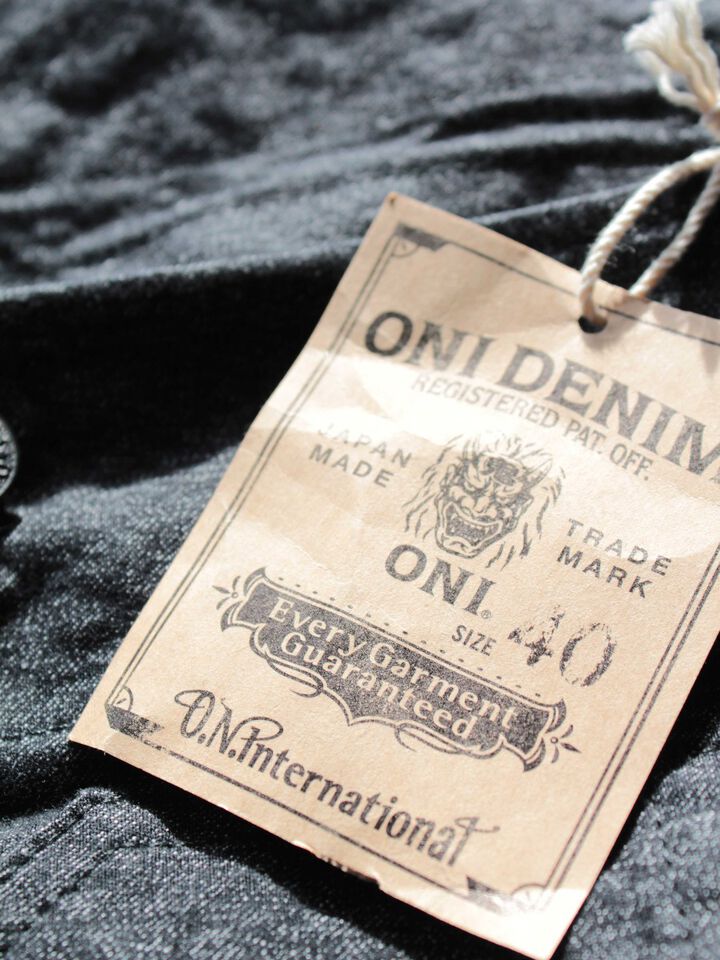 ONI DENIM
REGISTERED PAT. OFF.
JAPAN
MADE
TRADE
MARK
ONI®
SIZE 40
Every Garment
Guaranteed
O.N.International